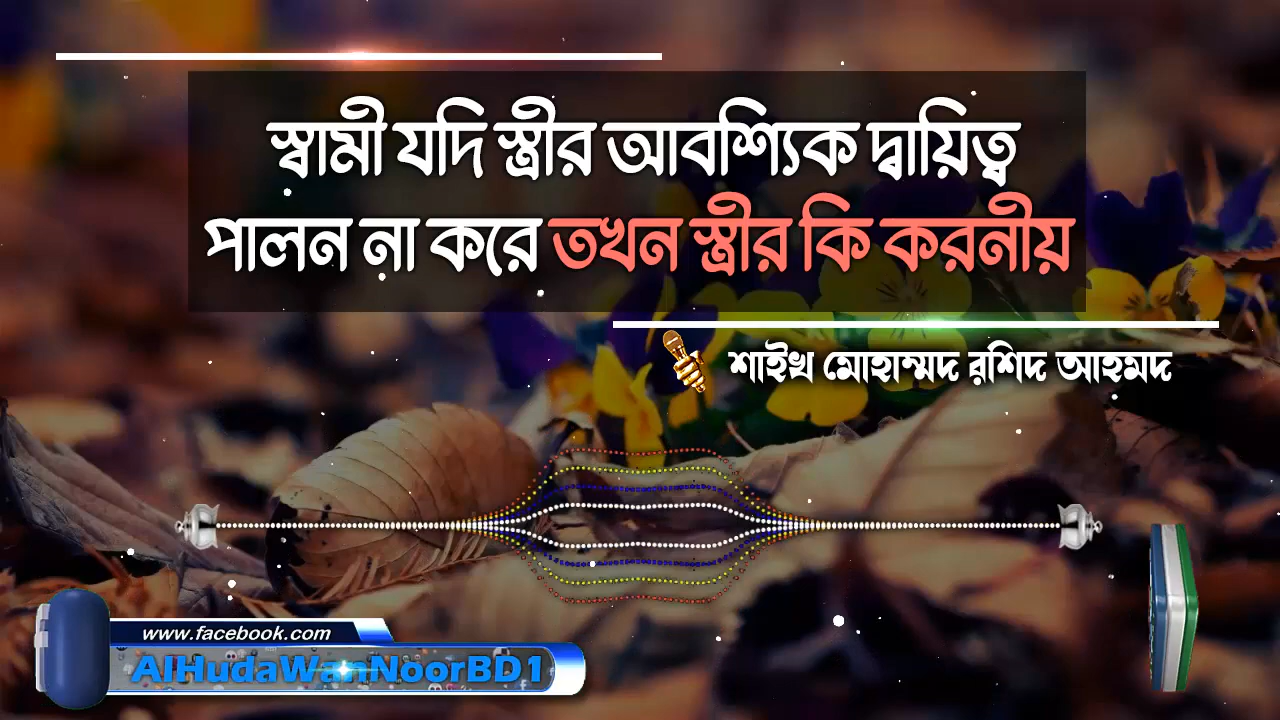 স্বামী যদি স্ত্রীর আবশ্যিক দ্বায়িত্ব
পালন না করে তখন স্ত্রীর কি করনীয়
শাইখ মোহাম্মদ রশিদ আহমদ
www.facebook.com
AlHudaWanNoorBD1